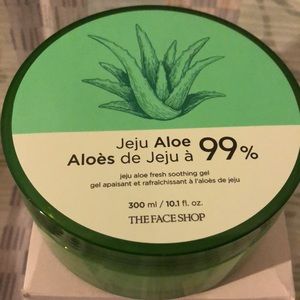 Jeju Aloe
Aloès de Jeju à 99%
jeju aloe fresh soothing gel
gel apaisant et rafraîchissant à l'aloès de jeju
300 ml / 10.1 fl. oz.
THE FACE SHOP